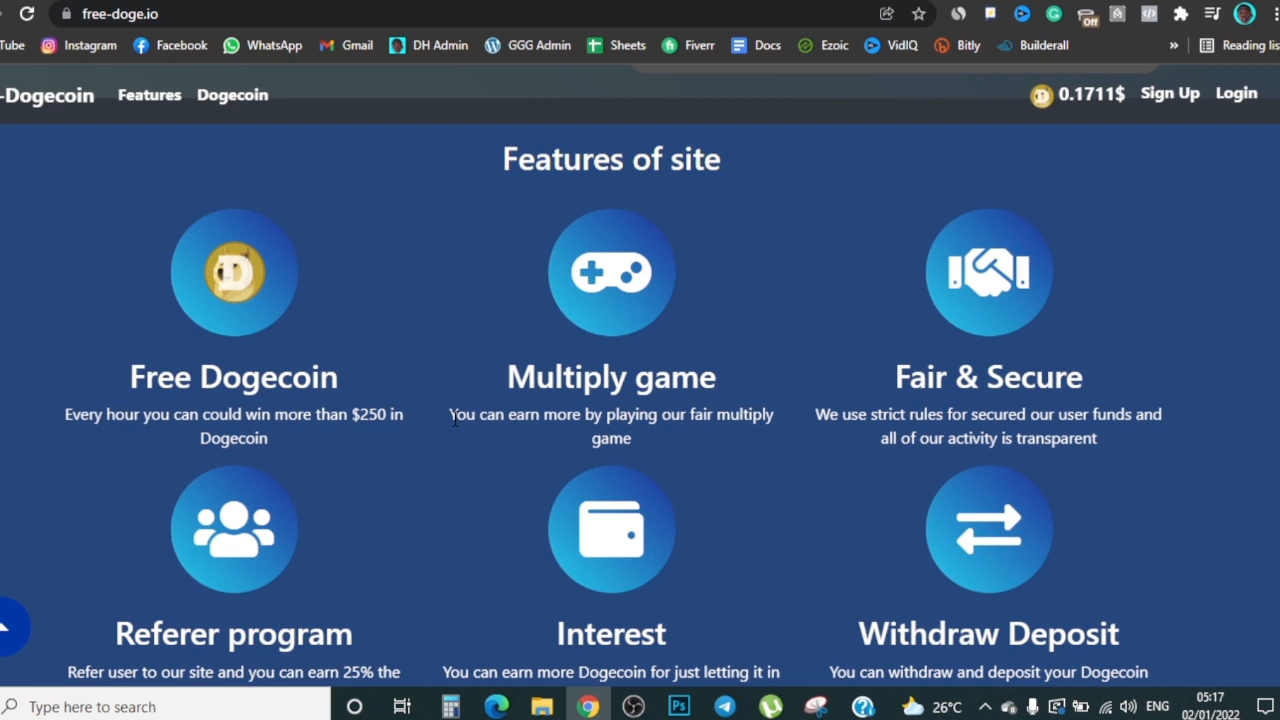 free-doge.io
Off
Tube Instagram Facebook WhatsApp Gmail DH Admin GGG Admin Sheets Fiverr Docs Ezoic VidIQ Bitly Builderall » Reading lis
-Dogecoin Features Dogecoin 0.1711$ Sign Up Login
Features of site
Free Dogecoin
Every hour you can could win more than $250 in
Dogecoin
Multiply game
You can earn more by playing our fair multiply
game
Fair & Secure
We use strict rules for secured our user funds and
all of our activity is transparent
Referer program
Refer user to our site and you can earn 25% the
Interest
You can earn more Dogecoin for just letting it in
Withdraw Deposit
You can withdraw and deposit your Dogecoin
Type here to search
Ps
26°C
ENG
05:17
02/01/2022